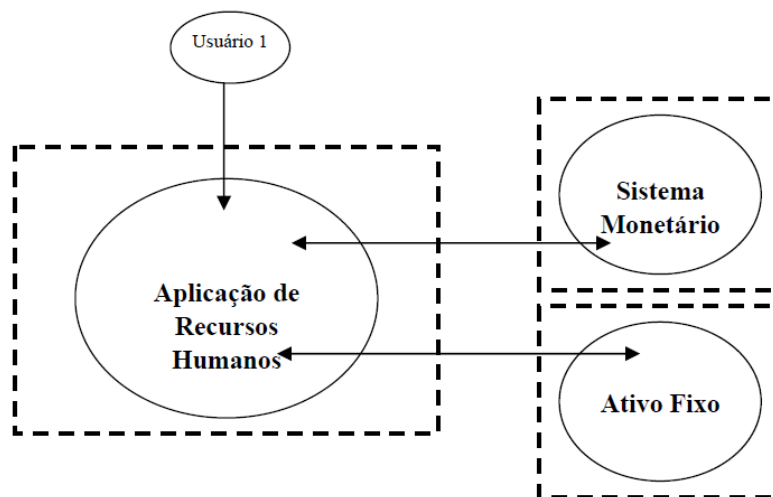 Usuário 1
Sistema
Monetário
Aplicação de
Recursos
Humanos
Ativo Fixo